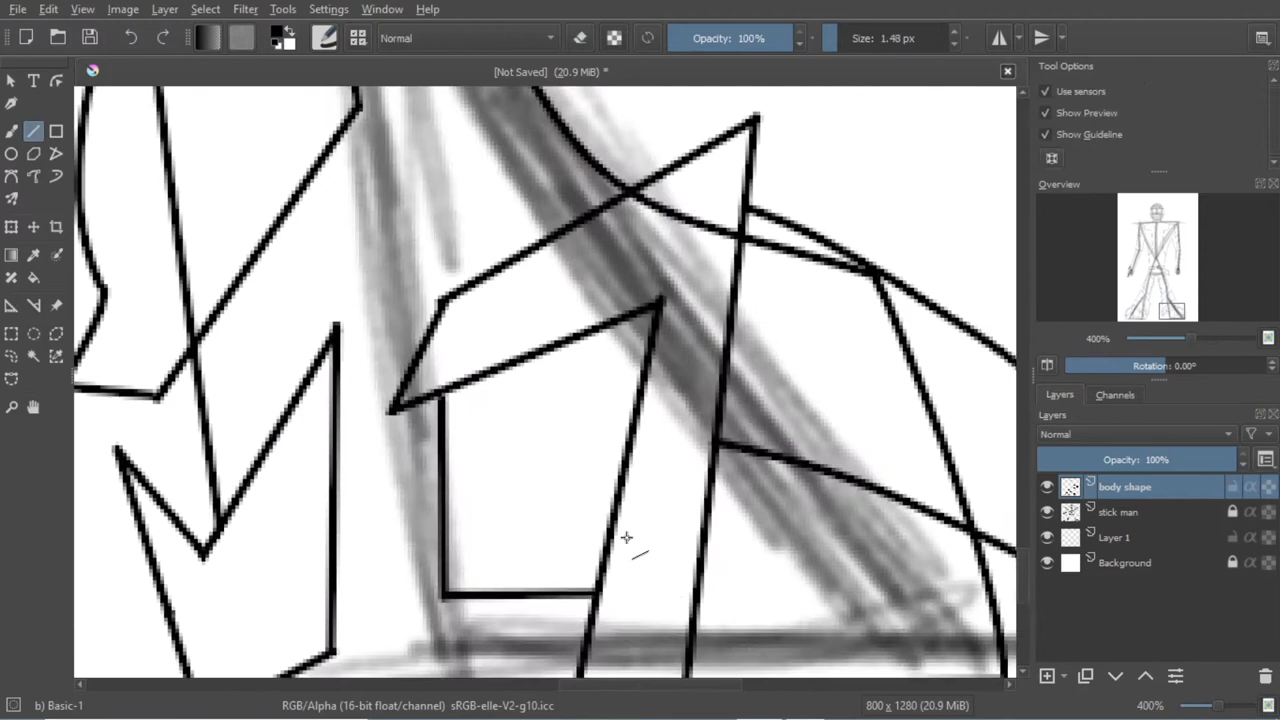 File Edit View Image Layer Select Filter Tools Settings Window Help
Normal Opacity: 100% Size: 1.48 px
[Not Saved] (20.9 MiB) *
Tool Options
Use sensors
Show Preview
Show Guideline
Overview
400%
Rotation: 0.00°
Layers Channels
Layers
Normal
Opacity: 100%
body shape
stick man
Layer 1
Background
b) Basic-1 RGB/Alpha (16-bit float/channel) sRGB-elle-V2-g10.icc 800 x 1280 (20.9 MiB) 400%